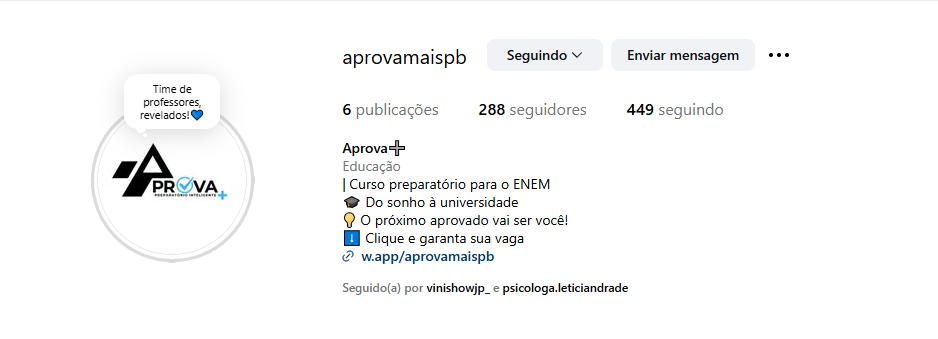 Time de
professores,
revelados!💙
APROVA
PREPARATÓRIO INTELIGENTE +
aprovamaispb
Seguindo
Enviar mensagem
6 publicações
288 seguidores
449 seguindo
Aprova➕
Educação
| Curso preparatório para o ENEM
🎓 Do sonho à universidade
💡 O próximo aprovado vai ser você!
⬇️ Clique e garanta sua vaga
w.app/aprovamaispb
Seguido(a) por vinishowjp_ e psicologa.leticiandrade